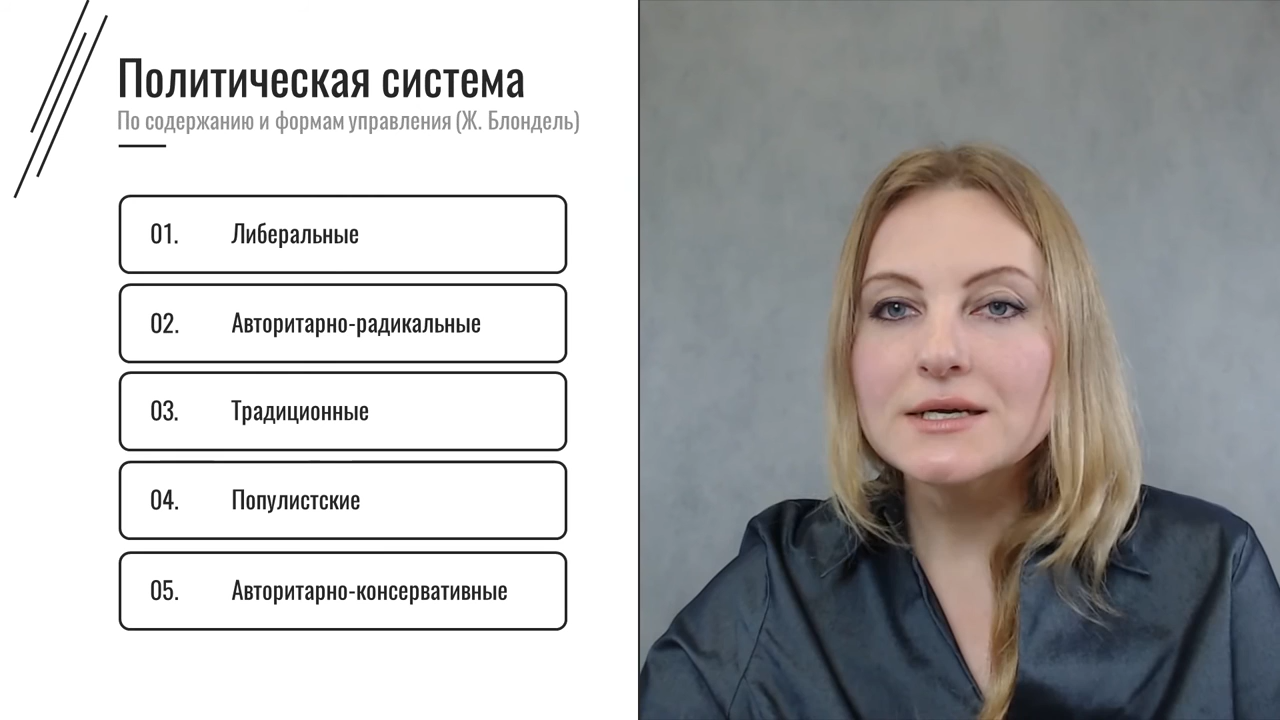 Политическая система
По содержанию и формам управления (Ж. Блондель)
01. Либеральные
02. Авторитарно-радикальные
03. Традиционные
04. Популистские
05. Авторитарно-консервативные